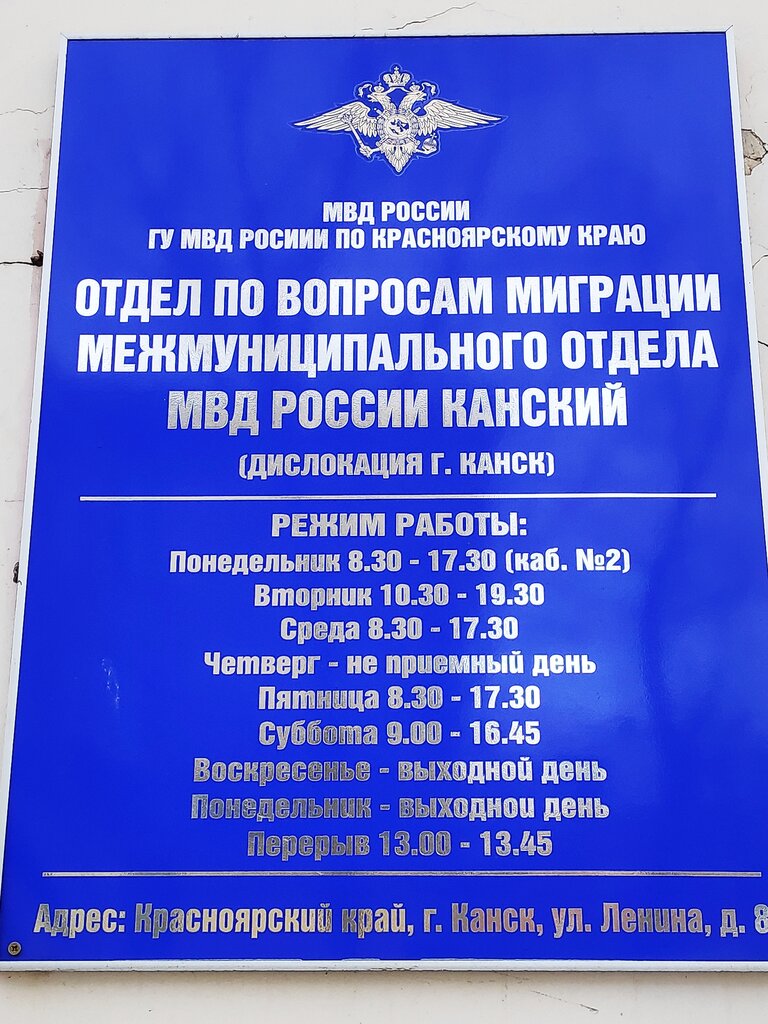 МВД РОССИИ
ГУ МВД РОСИИИ ПО КРАСНОЯРСКОМУ КРАЮ
ОТДЕЛ ПО ВОПРОСАМ МИГРАЦИИ
МЕЖМУНИЦИПАЛЬНОГО ОТДЕЛА
МВД РОССИИ КАНСКИЙ
(ДИСЛОКАЦИЯ Г. КАНСК)
РЕЖИМ РАБОТЫ:
Понедельник 8.30 - 17.30 (каб. №2)
Вторник 10.30 - 19.30
Среда 8.30 - 17.30
Четверг - не приемный день
Пятница 8.30 - 17.30
Суббота 9.00 - 16.45
Воскресенье - выходной день
Понедельник - выходной день
Перерыв 13.00 - 13.45
Адрес: Красноярский край, г. Канск, ул. Ленина, д. 8